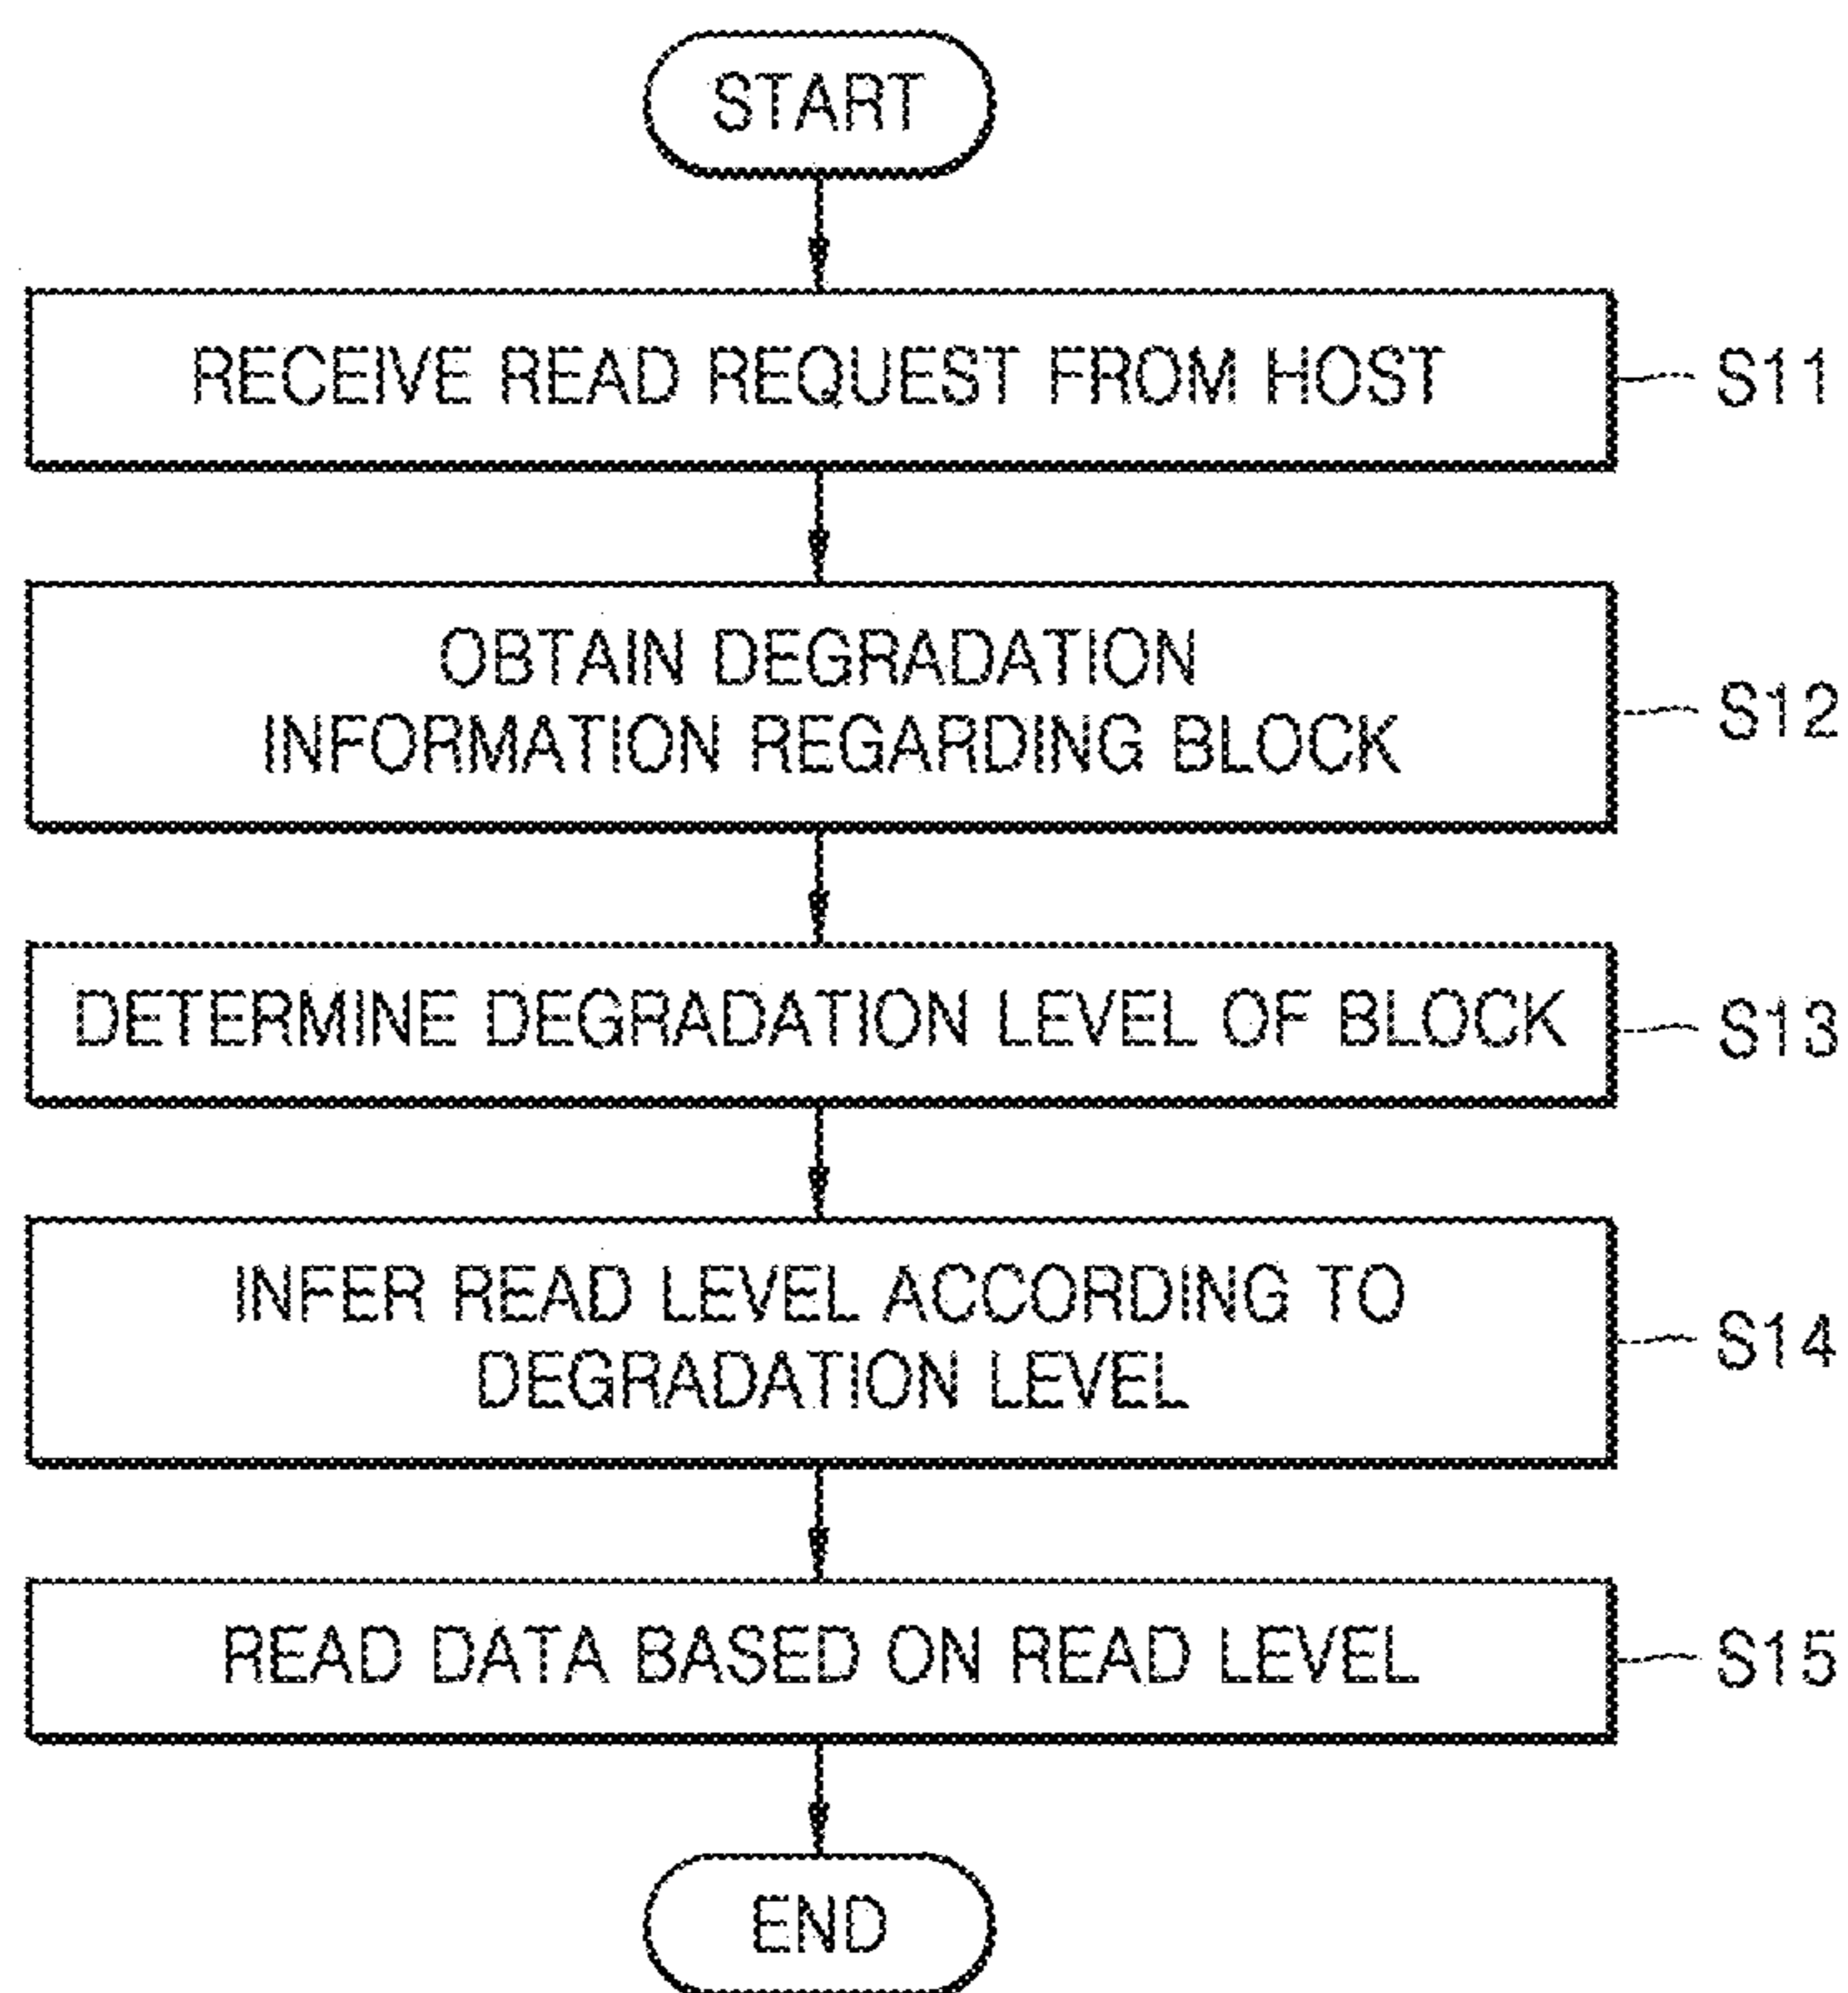 START
RECEIVE READ REQUEST FROM HOST
S11
OBTAIN DEGRADATION
INFORMATION REGARDING BLOCK
S12
DETERMINE DEGRADATION LEVEL OF BLOCK
S13
INFER READ LEVEL ACCORDING TO
DEGRADATION LEVEL
S14
READ DATA BASED ON READ LEVEL
S15
END